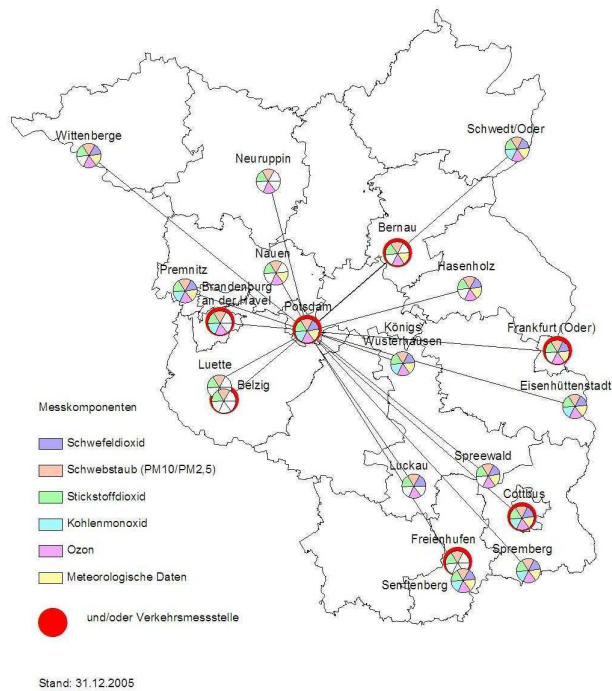 Schwedt/Oder
Wittenberge
Neuruppin
Bernau
Nauen
Premnitz
Hasenholz
Brandenburg
an der Havel
Potsdam
Königs
Wusterhausen
Frankfurt (Oder)
Luette
Belzig
Eisenhüttenstadt
Messkomponenten
Schwefeldioxid
Schwebstaub (PM10/PM2,5)
Stickstoffdioxid
Kohlenmonoxid
Ozon
Meteorologische Daten
und/oder Verkehrsmessstelle
Luckau
Spreewald
Cottbus
Freienhufen
Spremberg
Senftenberg
Stand: 31.12.2005